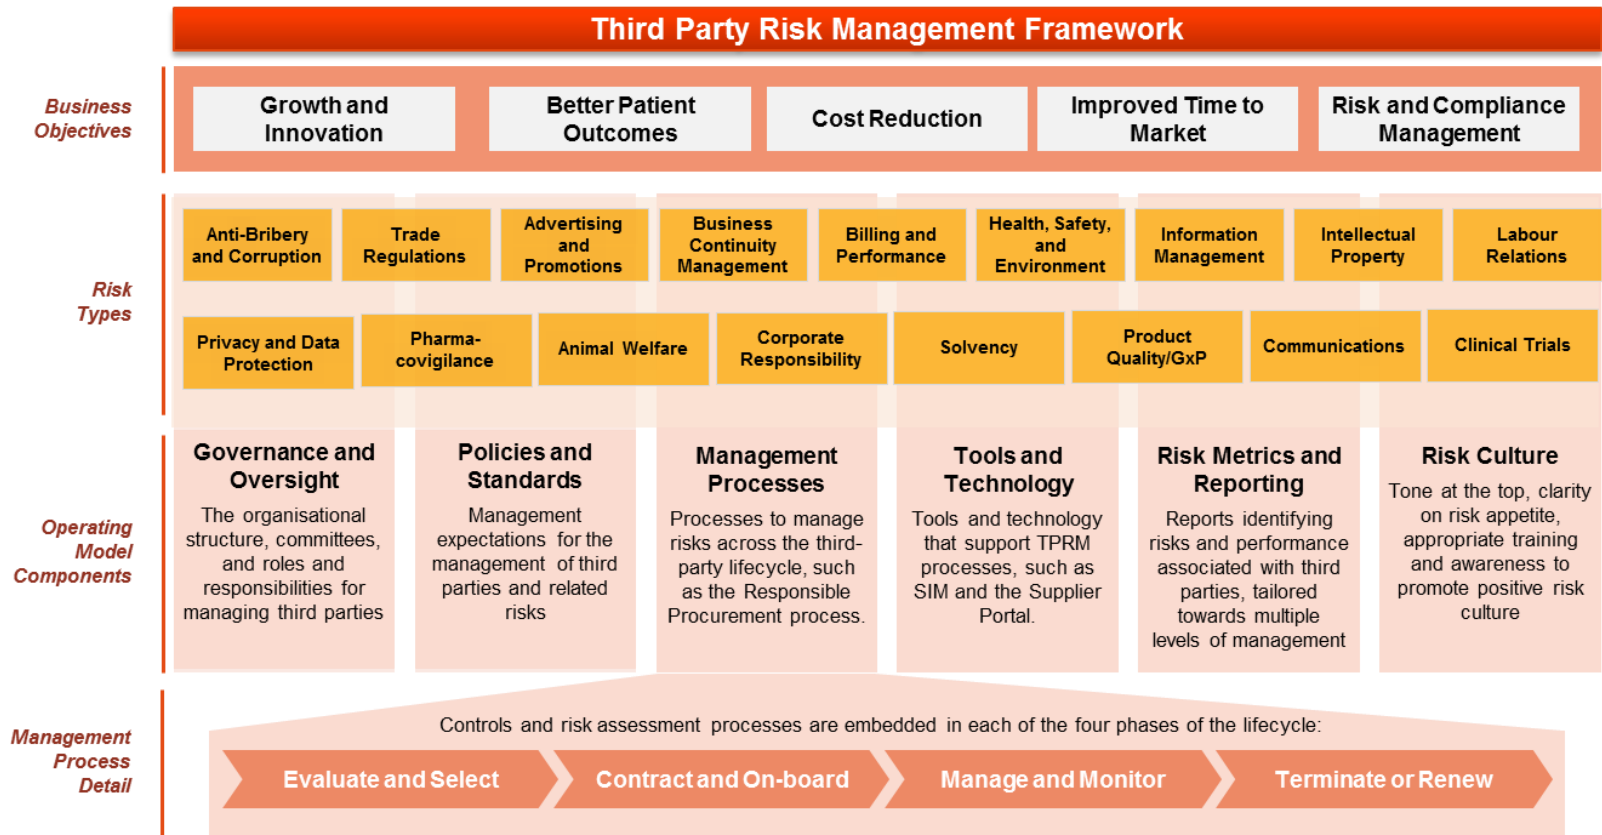 Third Party Risk Management Framework
Business
Objectives
Growth and
Innovation
Better Patient
Outcomes
Cost Reduction
Improved Time to
Market
Risk and Compliance
Management
Risk
Types
Anti-Bribery
and Corruption
Trade
Regulations
Advertising
and
Promotions
Business
Continuity
Management
Billing and
Performance
Health, Safety,
and
Environment
Information
Management
Intellectual
Property
Labour
Relations
Privacy and Data
Protection
Pharma-
covigilance
Animal Welfare
Corporate
Responsibility
Solvency
Product
Quality/GxP
Communications
Clinical Trials
Operating
Model
Components
Governance and
Oversight
The organisational
structure, committees,
and roles and
responsibilities for
managing third parties
Policies and
Standards
Management
expectations for the
management of third
parties and related
risks
Management
Processes
Processes to manage
risks across the third-
party lifecycle, such
as the Responsible
Procurement process.
Tools and
Technology
Tools and technology
that support TPRM
processes, such as
SIM and the Supplier
Portal.
Risk Metrics and
Reporting
Reports identifying
risks and performance
associated with third
parties, tailored
towards multiple
levels of management
Risk Culture
Tone at the top, clarity
on risk appetite,
appropriate training
and awareness to
promote positive risk
culture
Management
Process
Detail
Controls and risk assessment processes are embedded in each of the four phases of the lifecycle:
Evaluate and Select
Contract and On-board
Manage and Monitor
Terminate or Renew